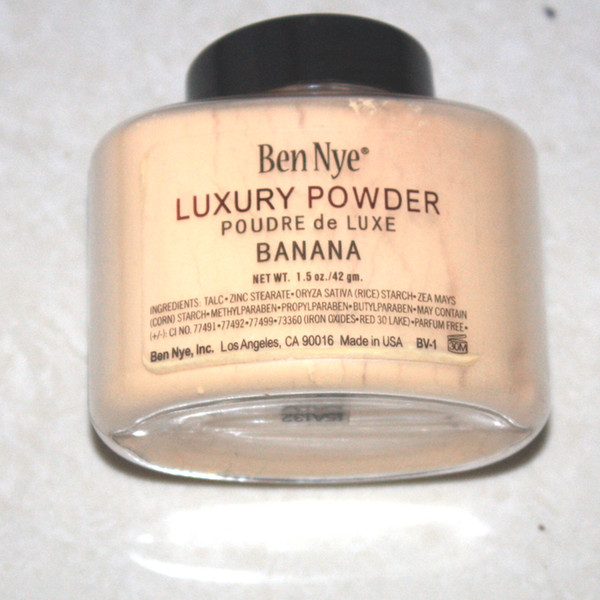 Ben Nye®
LUXURY POWDER
POUDRE de LUXE
BANANA
NET WT. 1.5 oz./42 gm.
INGREDIENTS: TALC•ZINC STEARATE•ORYZA SATIVA (RICE) STARCH•ZEA MAYS
(CORN) STARCH•METHYLPARABEN•PROPYLPARABEN•BUTYLPARABEN•MAY CONTAIN
(+/-): CI NO. 77491•77492•77499•73360 (IRON OXIDES•RED 30 LAKE)•PARFUM FREE•
Ben Nye, Inc. Los Angeles, CA 90016 Made in USA BV-1 30M